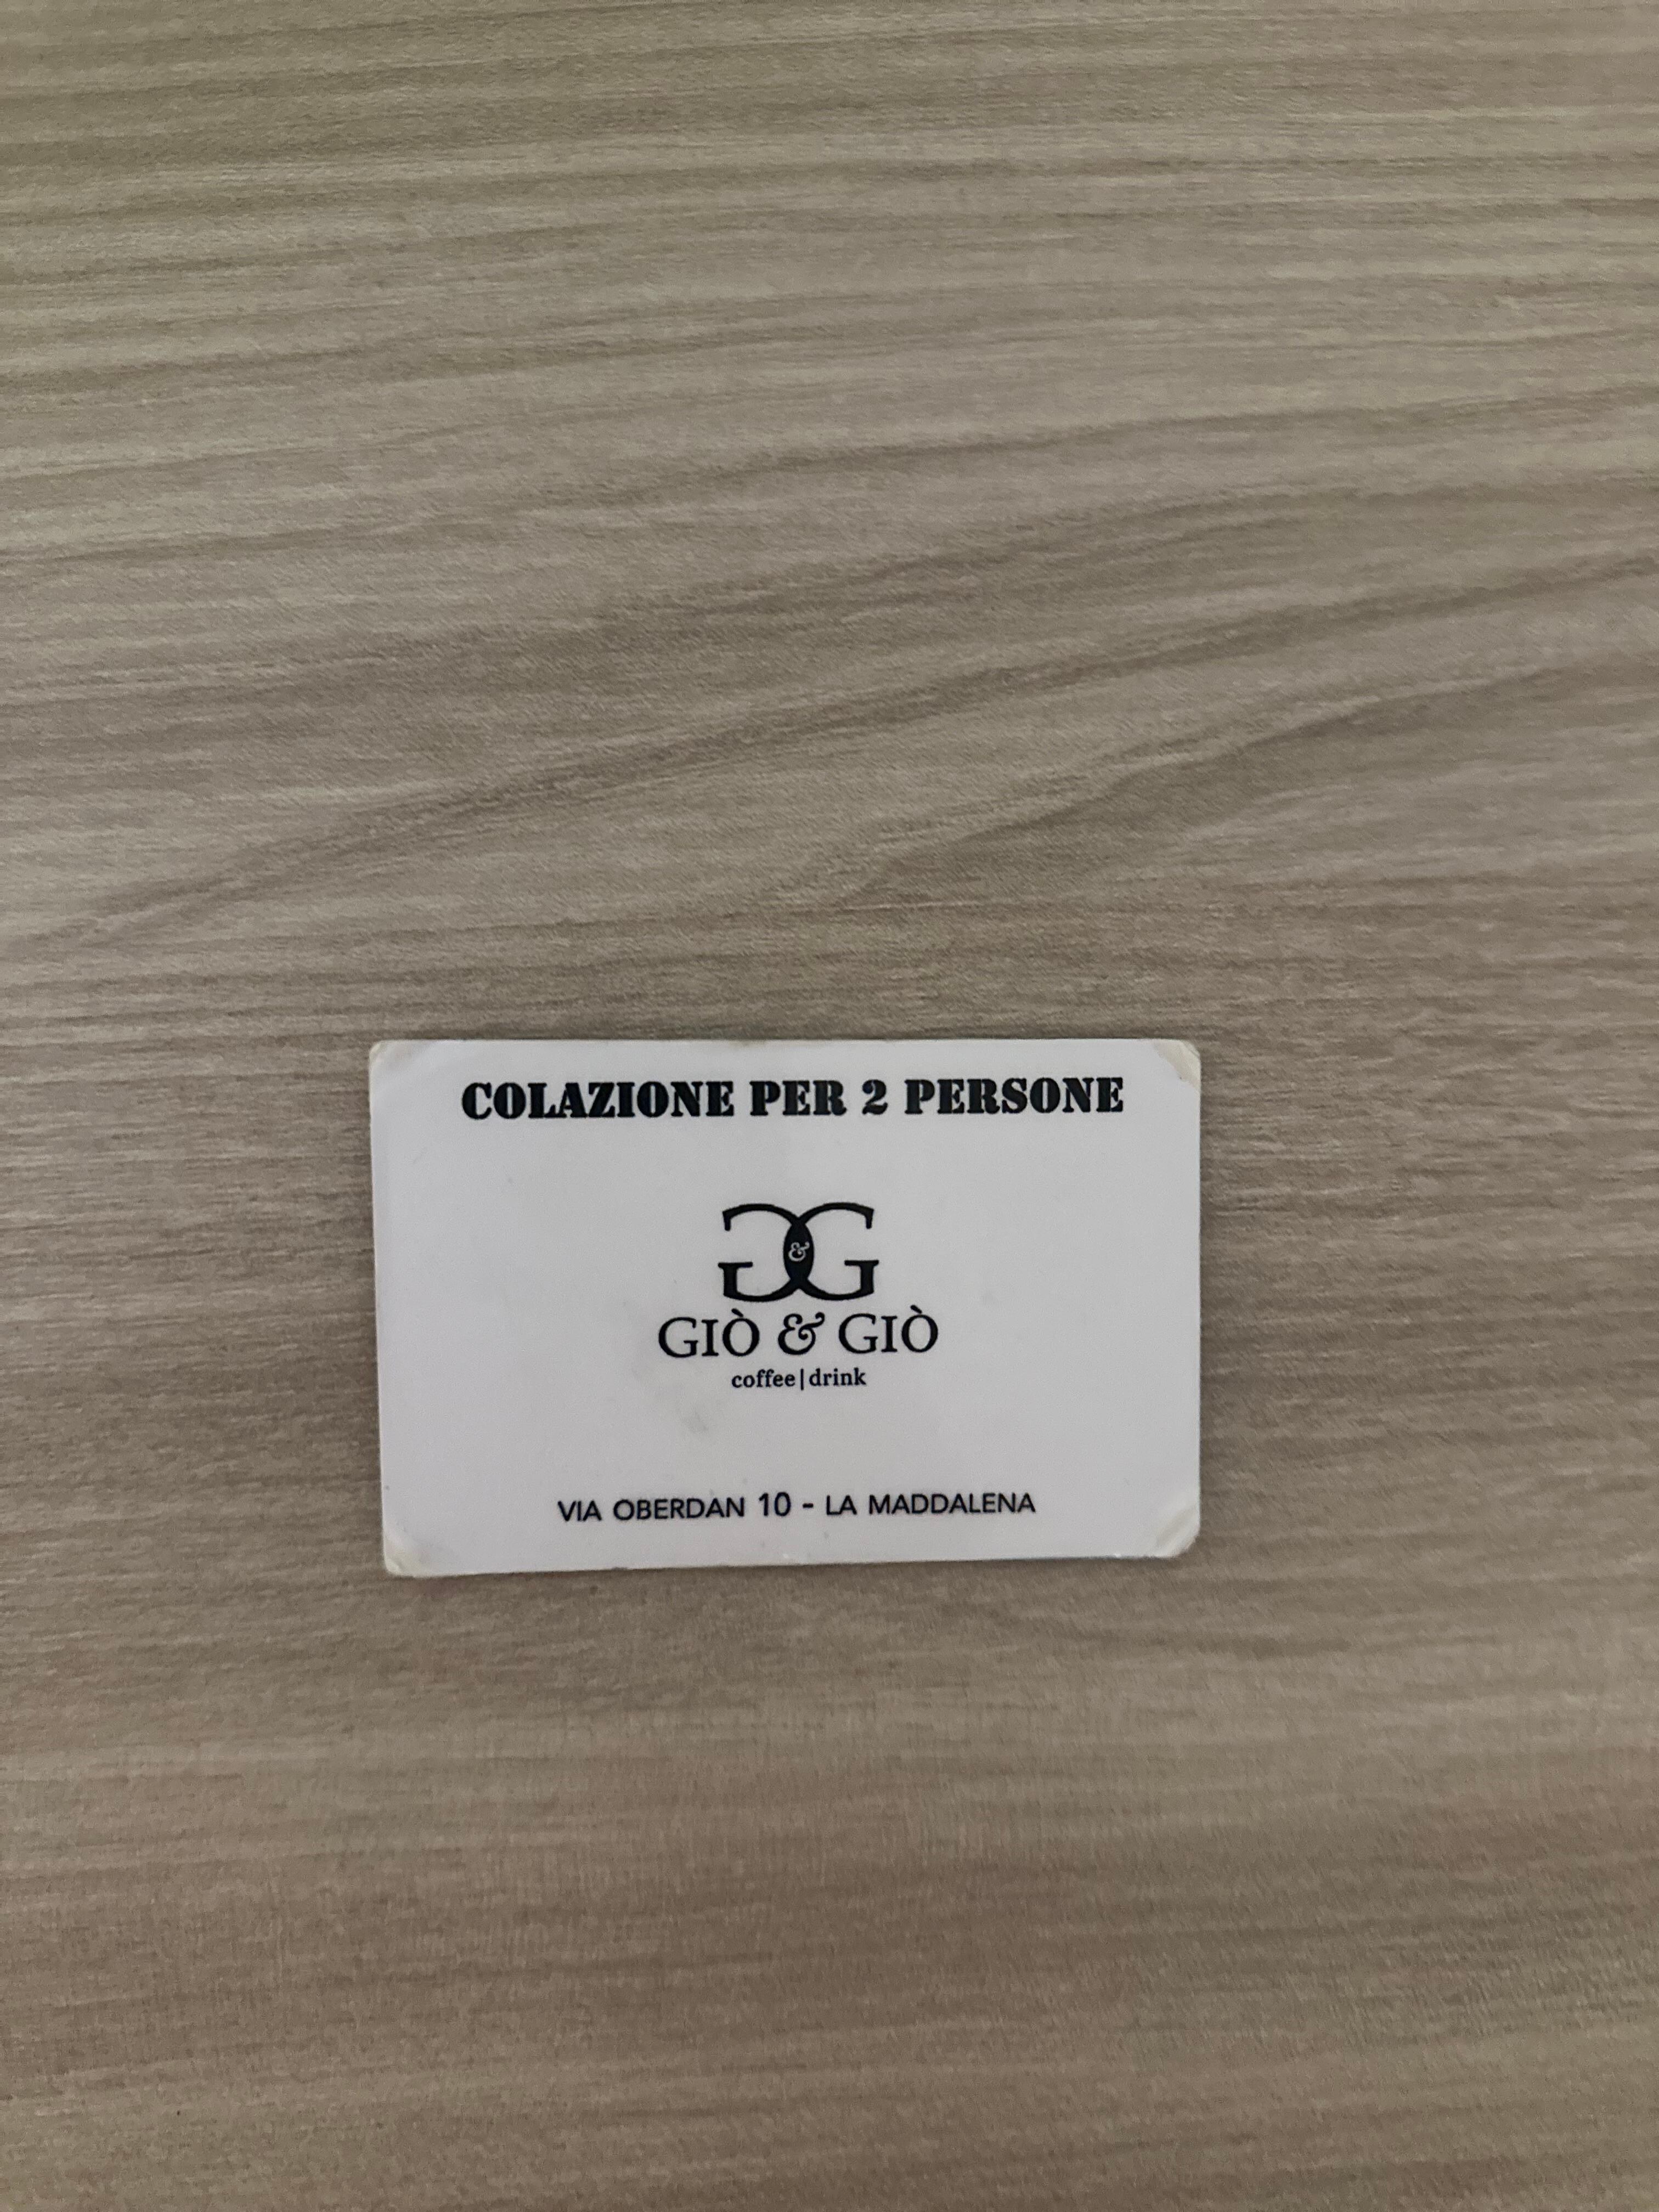 COLAZIONE PER 2 PERSONE
G&G
GIÒ & GIÒ
coffee|drink
VIA OBERDAN 10 - LA MADDALENA